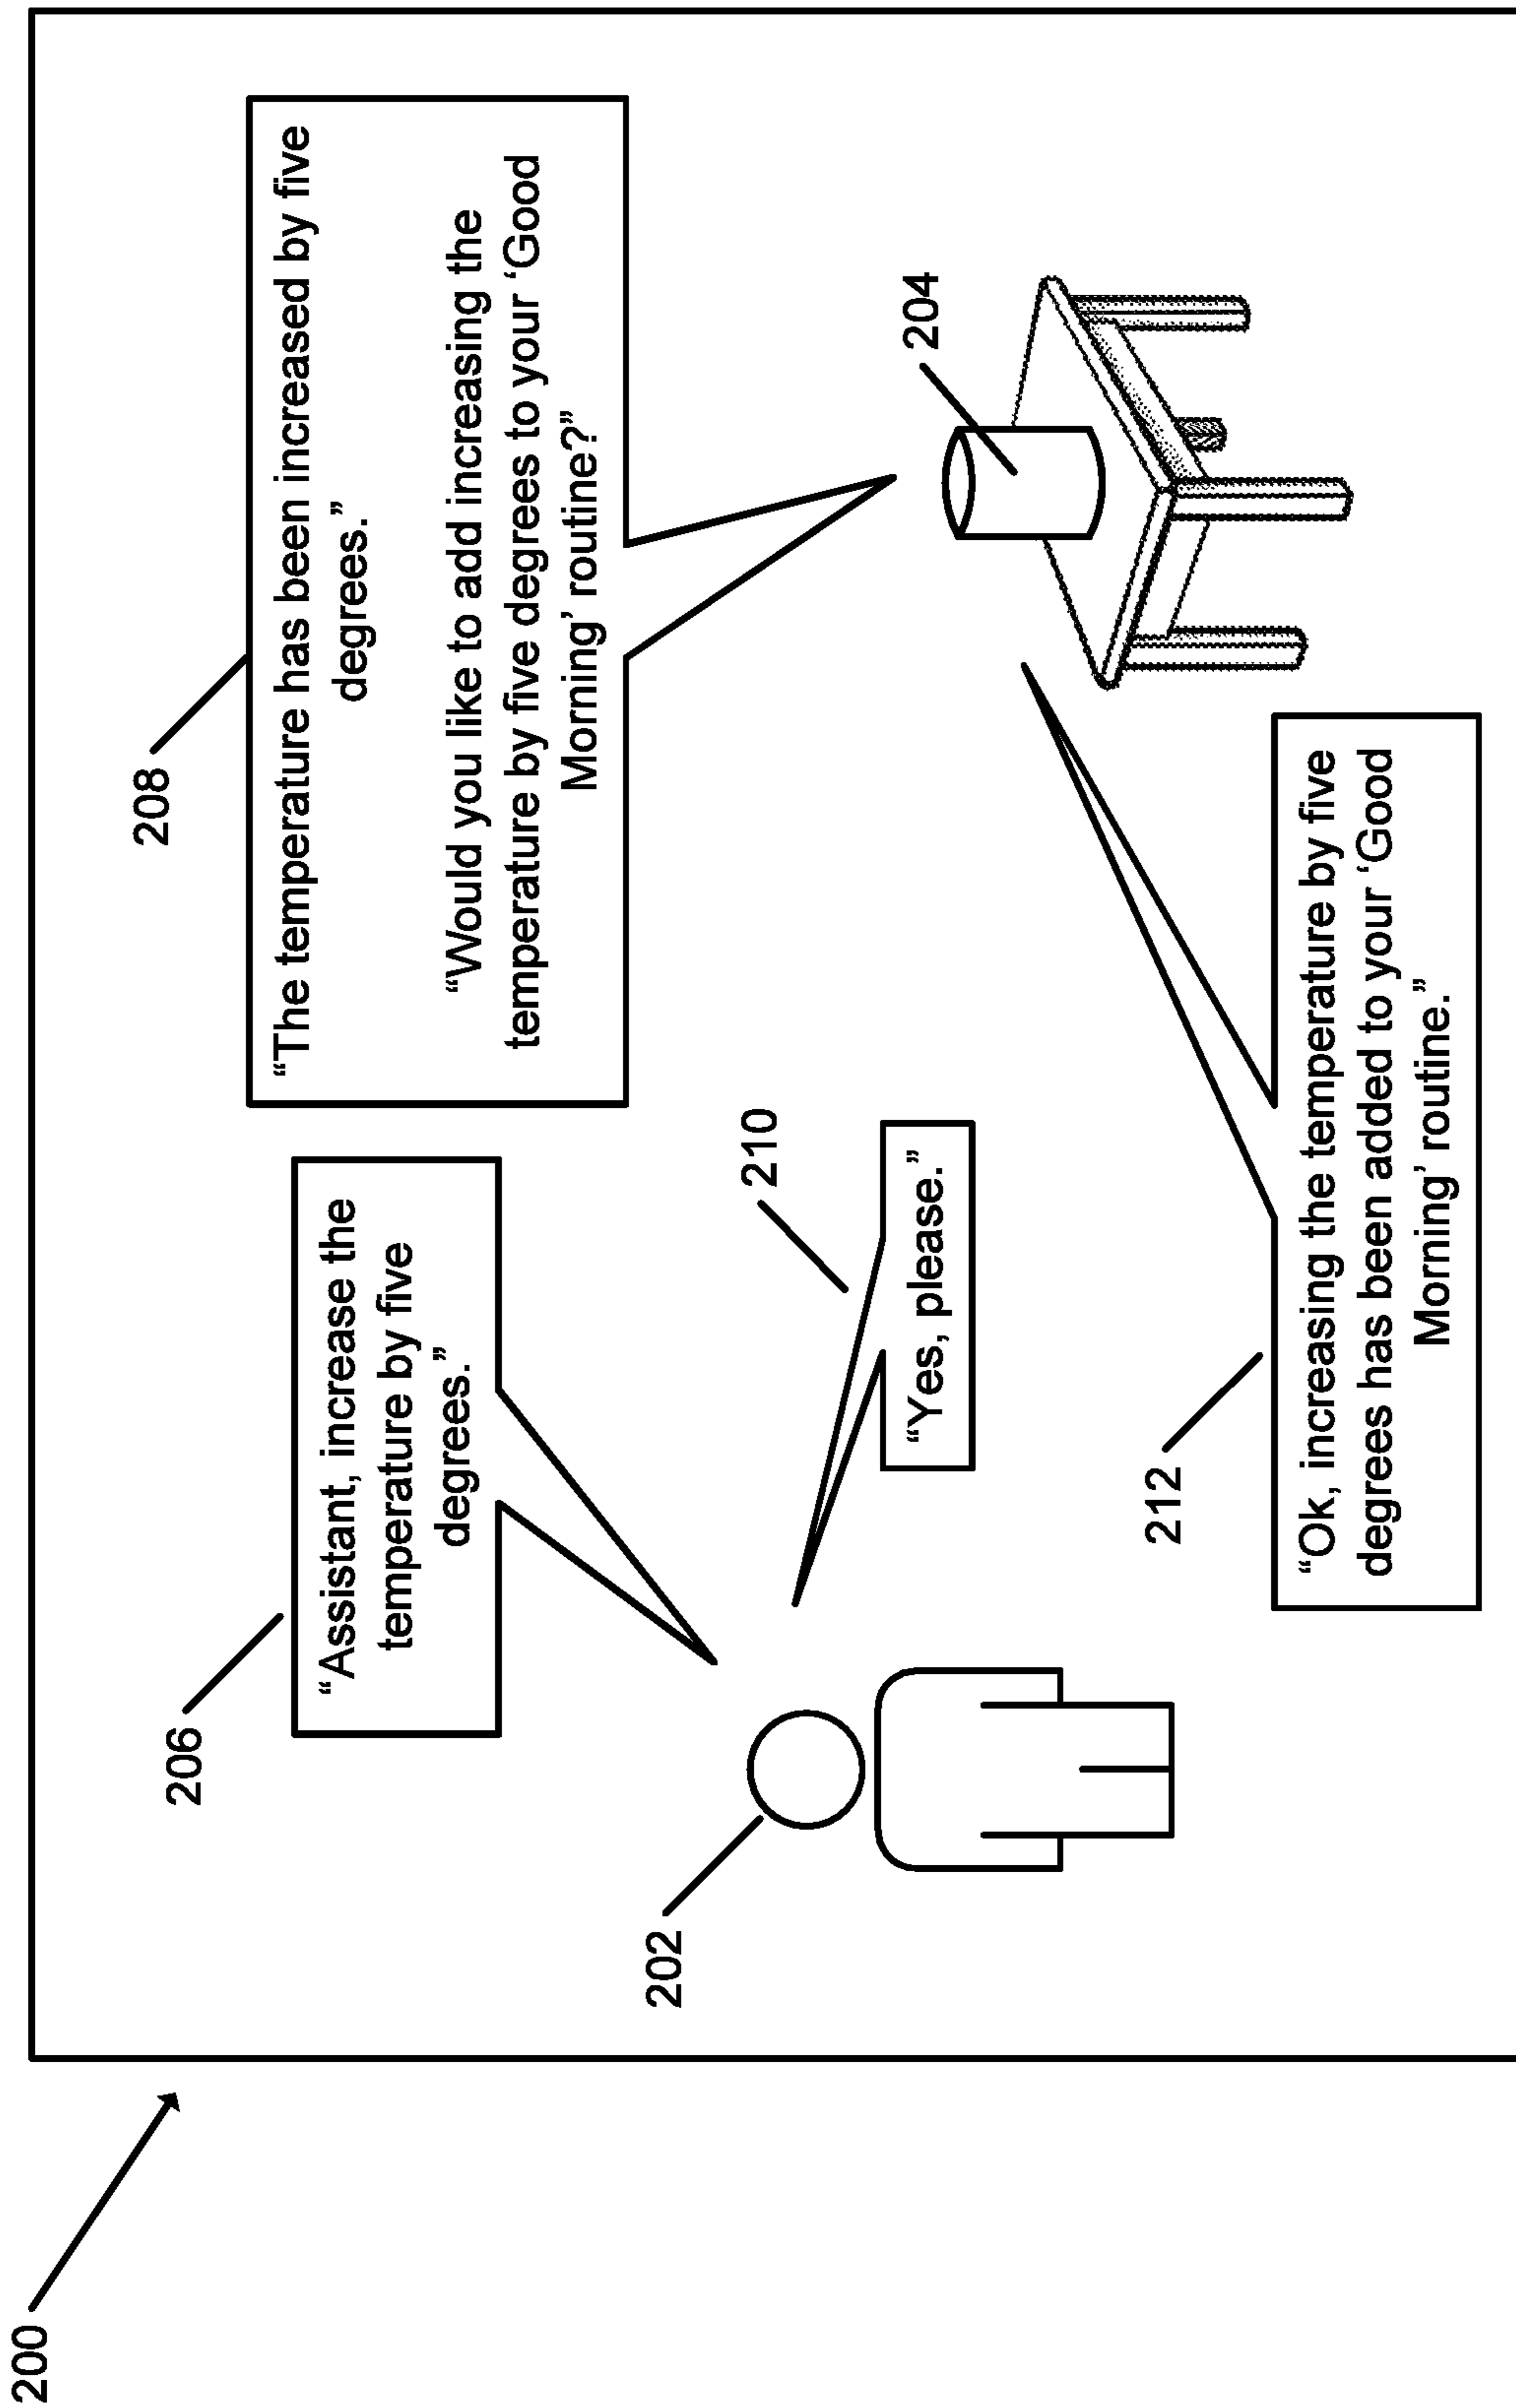 200
206
“Assistant, increase the
temperature by five
degrees.”
208
“The temperature has been increased by five
degrees.”
“Would you like to add increasing the
temperature by five degrees to your ‘Good
Morning’ routine?”
202
210
“Yes, please.”
204
212
“Ok, increasing the temperature by five
degrees has been added to your ‘Good
Morning’ routine.”